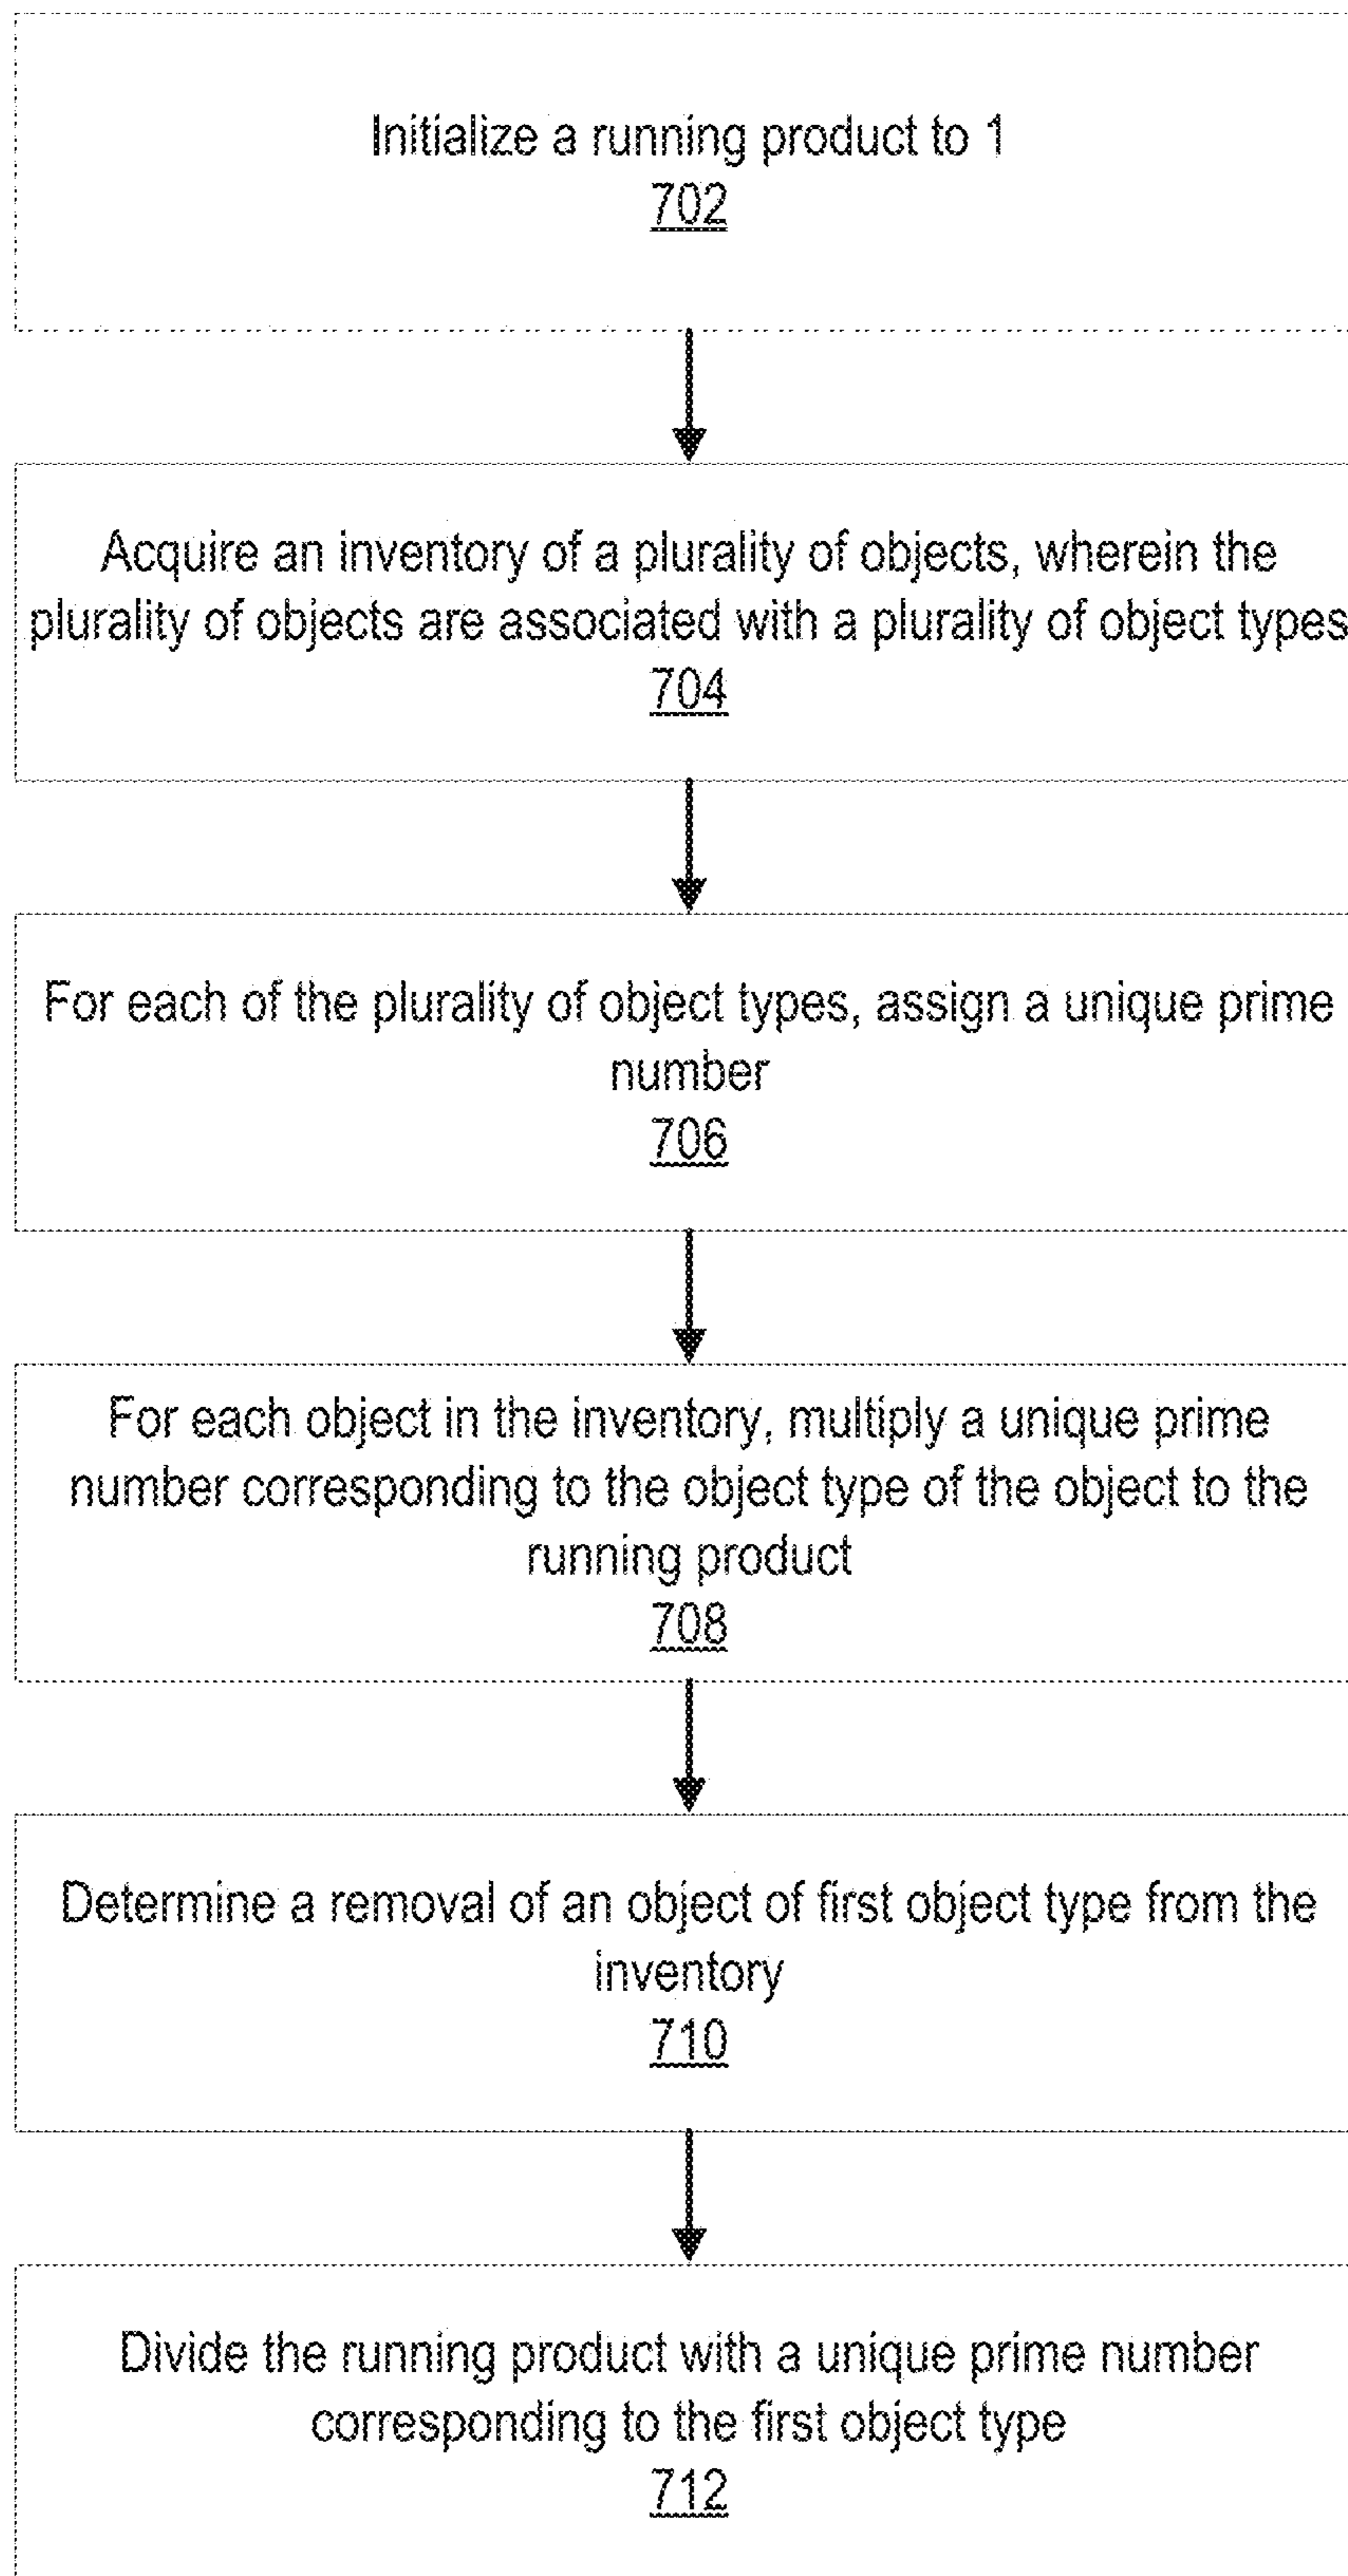 Initialize a running product to 1
702
Acquire an inventory of a plurality of objects, wherein the
plurality of objects are associated with a plurality of object types
704
For each of the plurality of object types, assign a unique prime
number
706
For each object in the inventory, multiply a unique prime
number corresponding to the object type of the object to the
running product
708
Determine a removal of an object of first object type from the
inventory
710
Divide the running product with a unique prime number
corresponding to the first object type
712